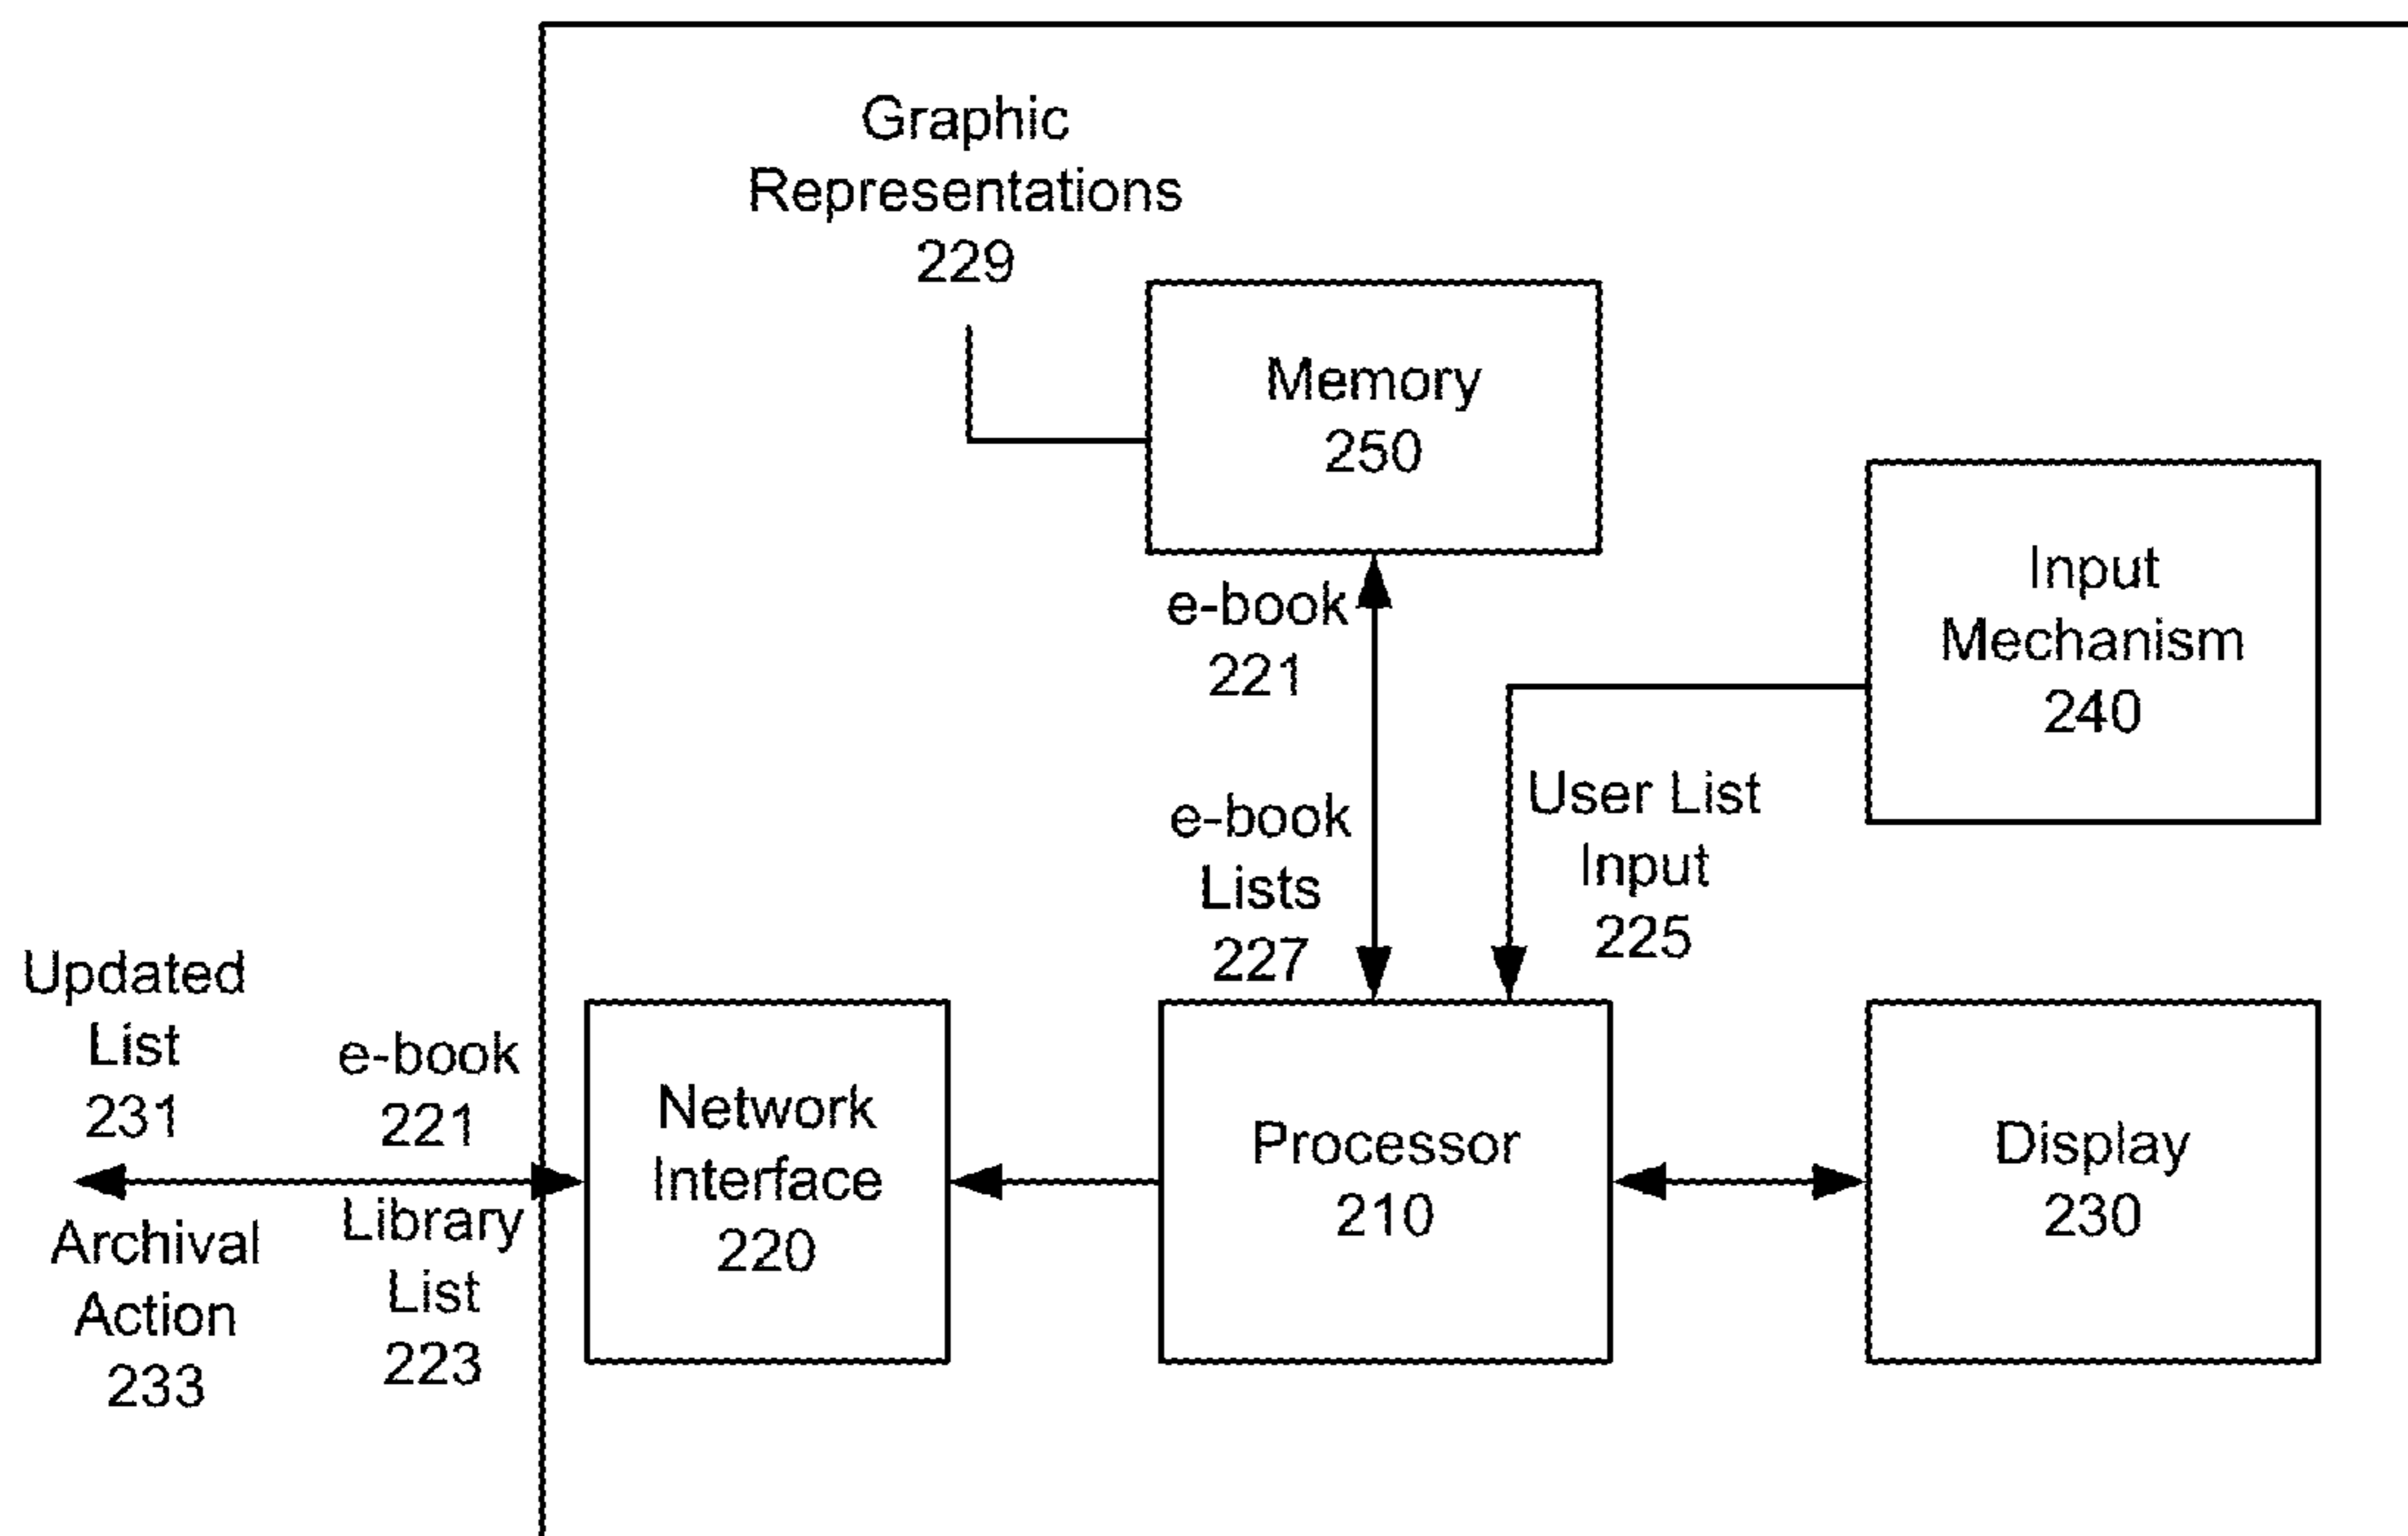 Graphic
Representations
229
Memory
250
Input
Mechanism
240
e-book
221
User List
Input
225
e-book
Lists
227
Updated
List
231
e-book
221
Archival
Action
233
Library
List
223
Network
Interface
220
Processor
210
Display
230